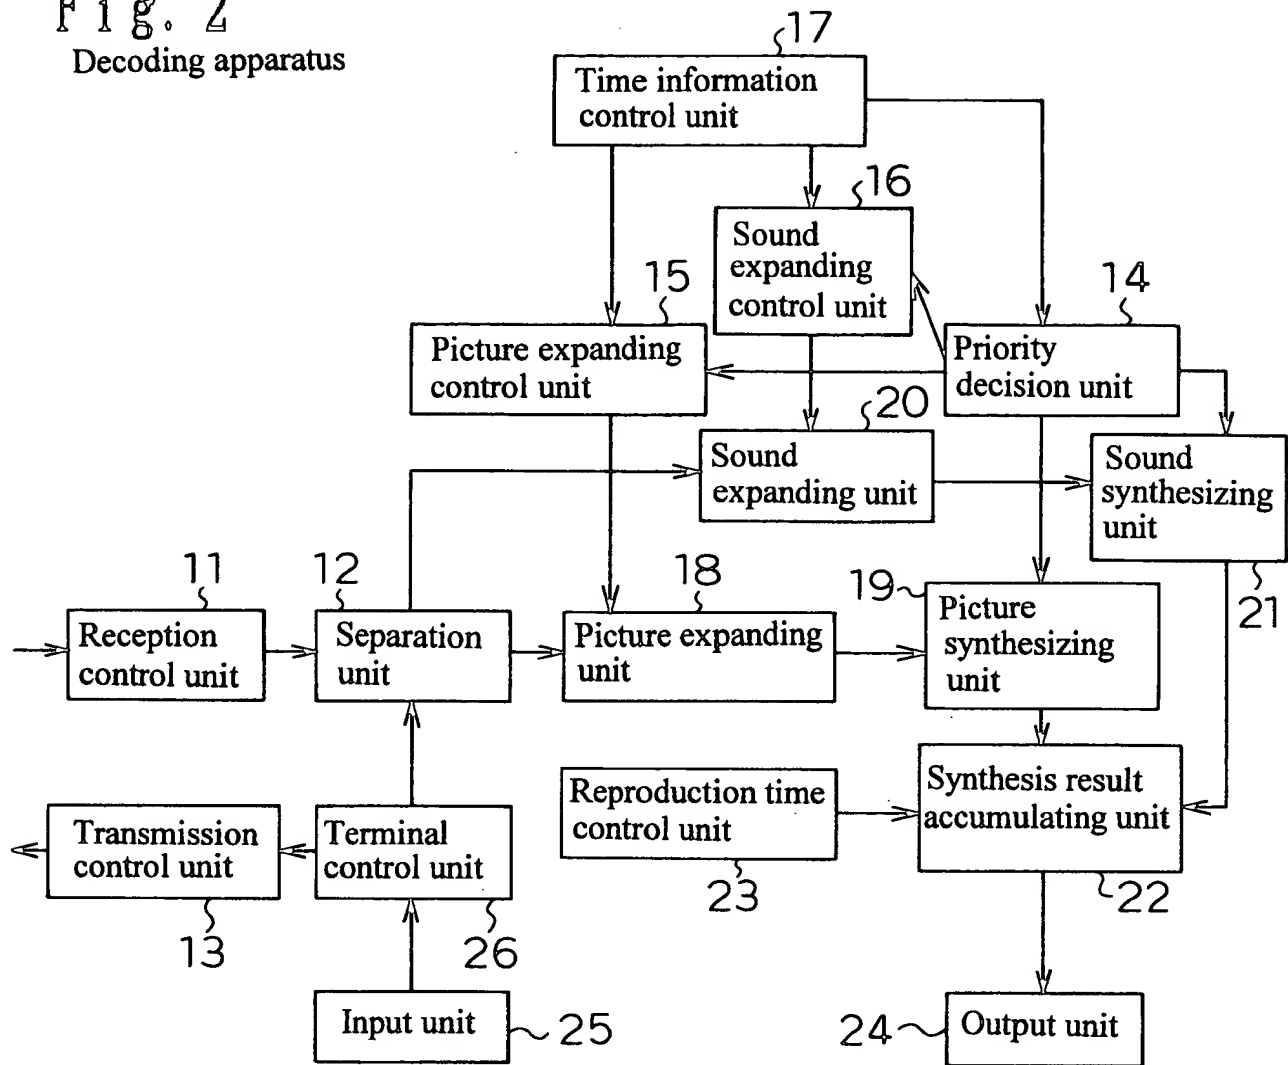 Fig. 2
Decoding apparatus
17
Time information
control unit
16
Sound
expanding
control unit
15
Picture expanding
control unit
14
Priority
decision unit
20
Sound
expanding unit
Sound
synthesizing
unit
21
11
Reception
control unit
12
Separation
unit
18
Picture expanding
unit
19
Picture
synthesizing
unit
Transmission
control unit
13
Terminal
control unit
26
Reproduction time
control unit
23
Synthesis result
accumulating unit
22
Input unit
25
24
Output unit